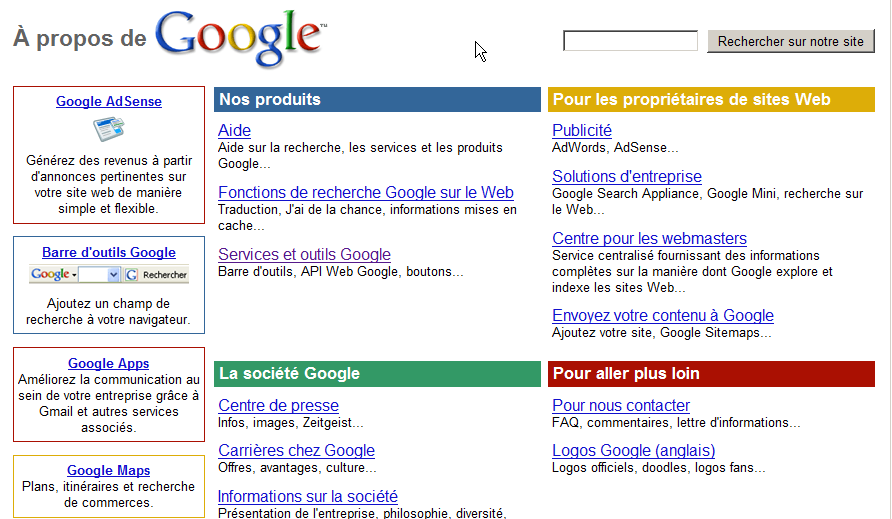 À propos de Google™
Rechercher sur notre site
Google AdSense
Générez des revenus à partir
d'annonces pertinentes sur
votre site web de manière
simple et flexible.
Barre d'outils Google
Google Rechercher
Ajoutez un champ de
recherche à votre navigateur.
Google Apps
Améliorez la communication au
sein de votre entreprise grâce à
Gmail et autres services
associés.
Google Maps
Plans, itinéraires et recherche
de commerces.
Nos produits
Aide
Aide sur la recherche, les services et les produits
Google...
Fonctions de recherche Google sur le Web
Traduction, J'ai de la chance, informations mises en
cache...
Services et outils Google
Barre d'outils, API Web Google, boutons...
Pour les propriétaires de sites Web
Publicité
AdWords, AdSense...
Solutions d'entreprise
Google Search Appliance, Google Mini, recherche sur
le Web...
Centre pour les webmasters
Service centralisé fournissant des informations
complètes sur la manière dont Google explore et
indexe les sites Web...
Envoyez votre contenu à Google
Ajoutez votre site, Google Sitemaps...
La société Google
Centre de presse
Infos, images, Zeitgeist...
Carrières chez Google
Offres, avantages, culture...
Informations sur la société
Présentation de l'entreprise, philosophie, diversité,
Pour aller plus loin
Pour nous contacter
FAQ, commentaires, lettre d'informations...
Logos Google (anglais)
Logos officiels, doodles, logos fans...